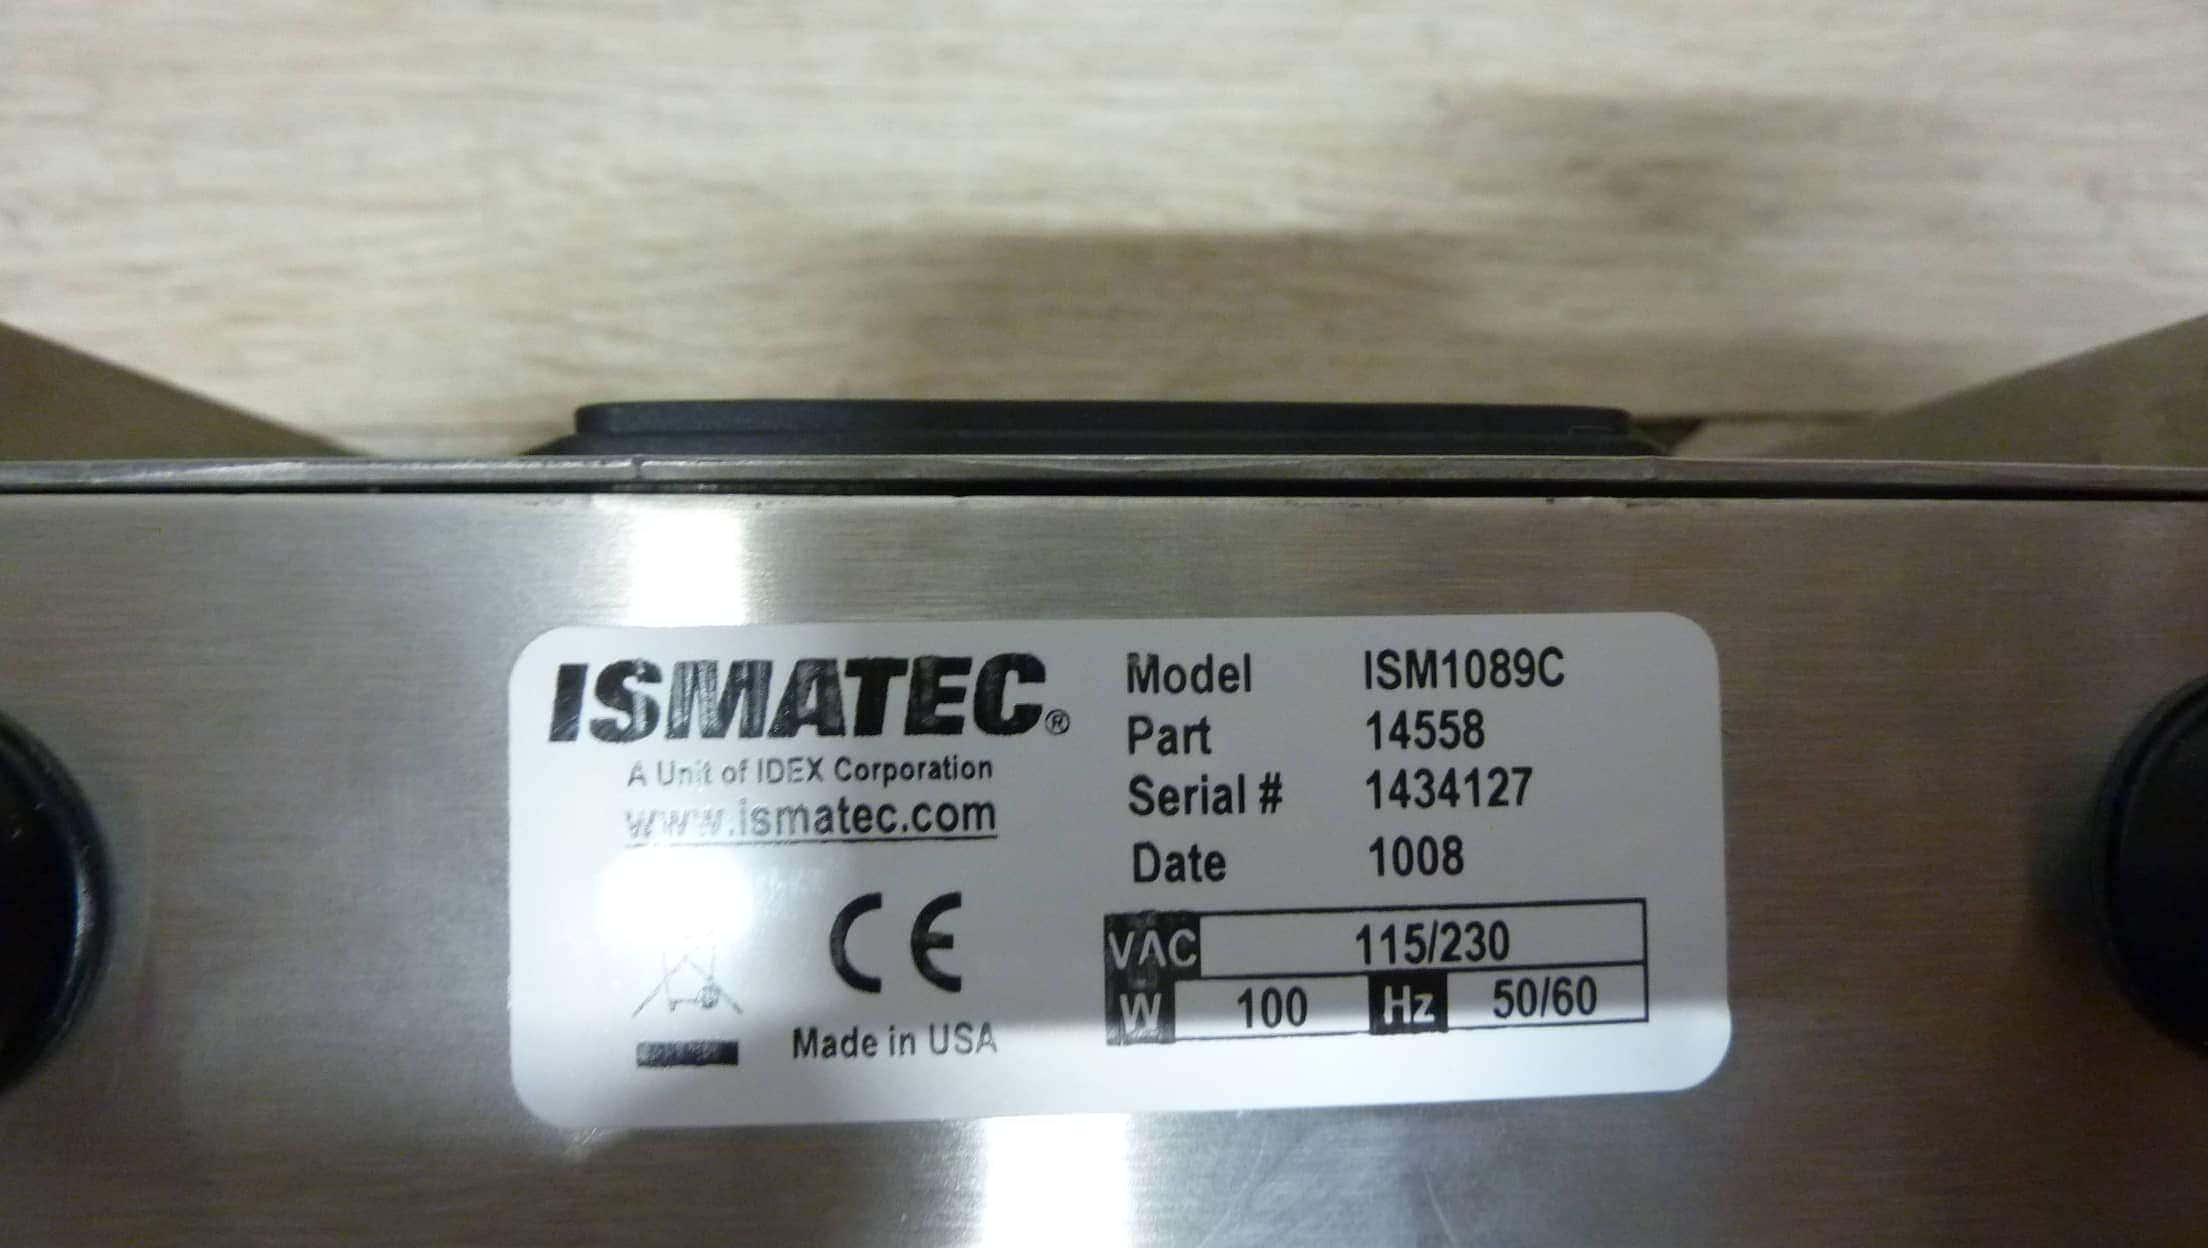 ISMATEC®
A Unit of IDEX Corporation
www.ismatec.com
CE
Made in USA
Model ISM1089C
Part 14558
Serial # 1434127
Date 1008
VAC 115/230
W 100 Hz 50/60